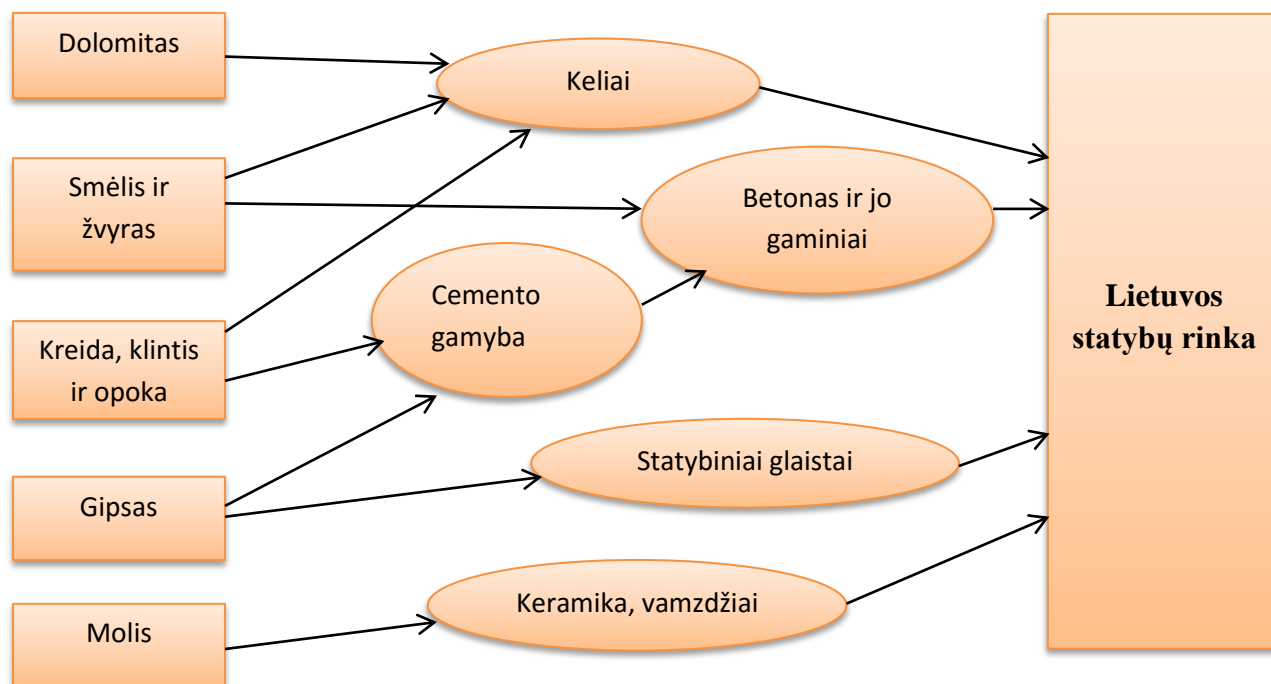 Dolomitas
Smėlis ir
žvyras
Kreida, klintis
ir opoka
Gipsas
Molis
Keliai
Betonas ir jo
gaminiai
Cemento
gamyba
Statybiniai glaistai
Keramika, vamzdžiai
Lietuvos
statybų rinka